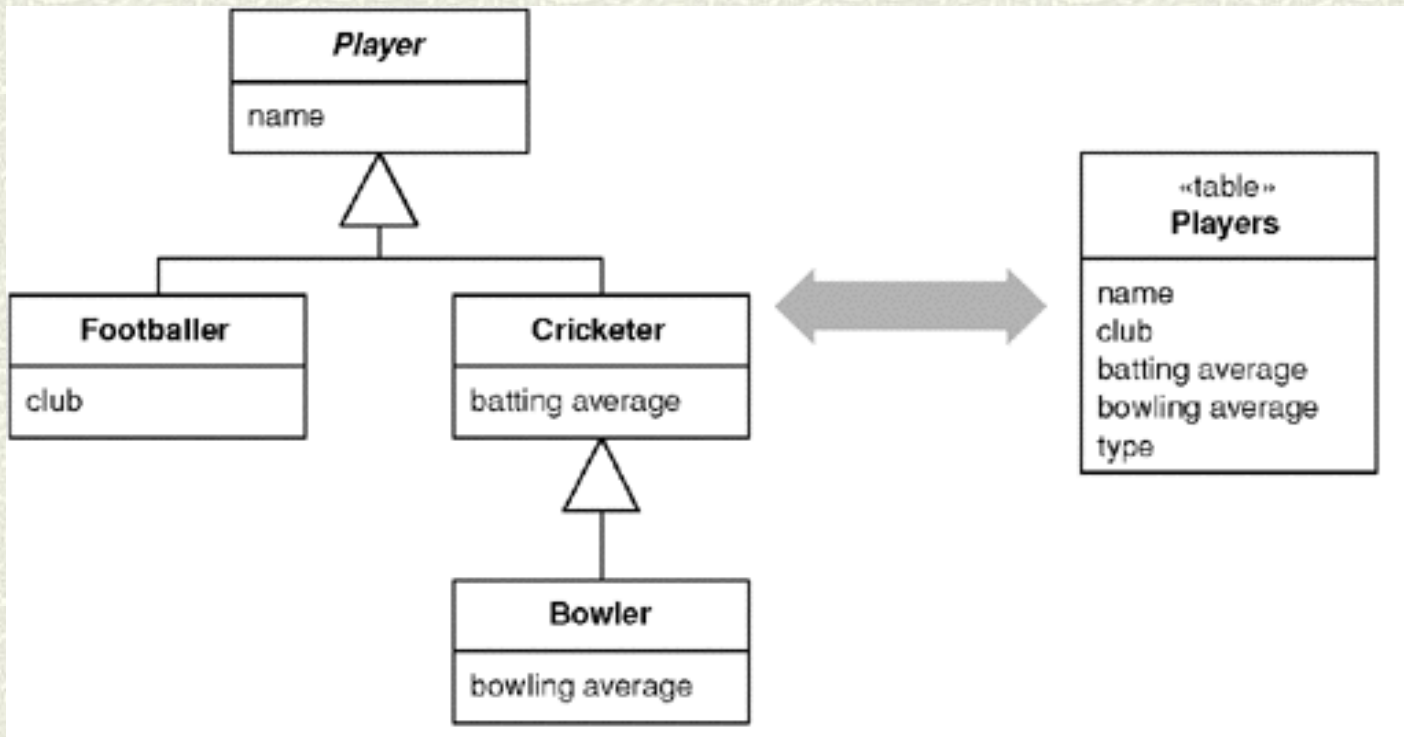 Player
name
Footballer
club
Cricketer
batting average
Bowler
bowling average
«table»
Players
name
club
batting average
bowling average
type